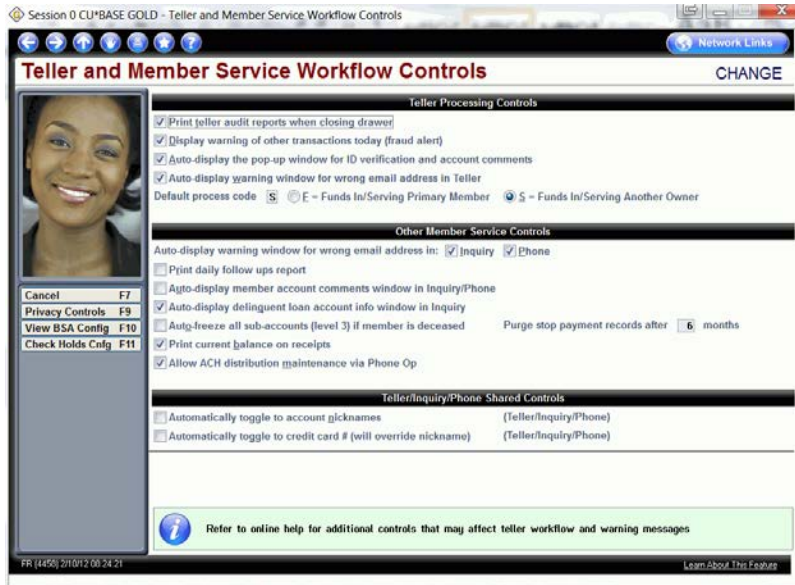 Session 0 CU*BASE GOLD - Teller and Member Service Workflow Controls
Network Links
Teller and Member Service Workflow Controls
CHANGE
Teller Processing Controls
Print teller audit reports when closing drawer
Display warning of other transactions today (fraud alert)
Auto-display the pop-up window for ID verification and account comments
Auto-display warning window for wrong email address in Teller
Default process code S E = Funds In/Serving Primary Member S = Funds In/Serving Another Owner
Other Member Service Controls
Auto-display warning window for wrong email address in: Inquiry Phone
Print daily follow ups report
Auto-display member account comments window in Inquiry/Phone
Auto-display delinquent loan account info window in Inquiry
Auto-freeze all sub-accounts (level 3) if member is deceased Purge stop payment records after 6 months
Print current balance on receipts
Allow ACH distribution maintenance via Phone Op
Cancel F7
Privacy Controls F9
View BSA Config F10
Check Holds Cnfg F11
Teller/Inquiry/Phone Shared Controls
Automatically toggle to account nicknames (Teller/Inquiry/Phone)
Automatically toggle to credit card # (will override nickname) (Teller/Inquiry/Phone)
Refer to online help for additional controls that may affect teller workflow and warning messages
FR (4458) 2/10/12 08:24:21
Learn About This Feature